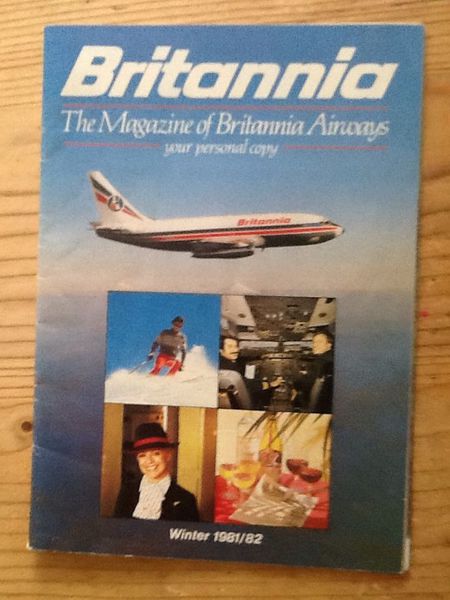 Britannia
The Magazine of Britannia Airways
your personal copy
Britannia
Winter 1981/82